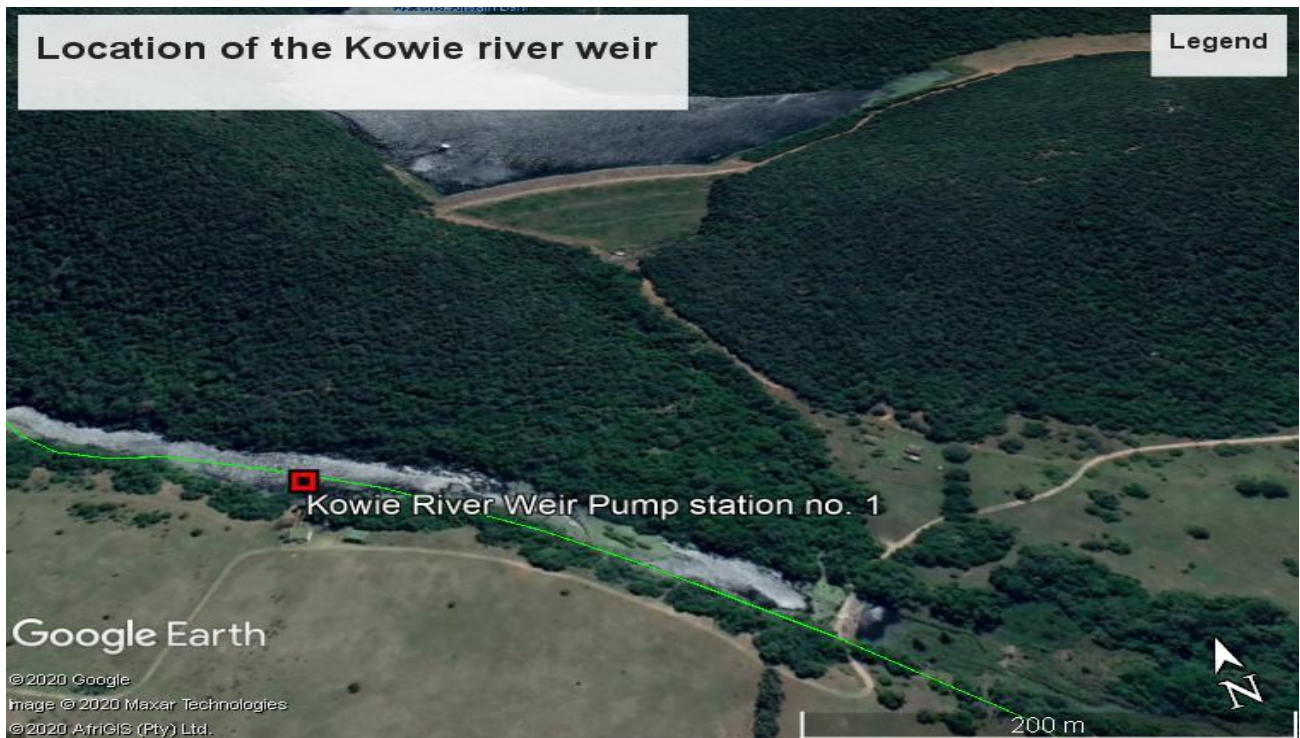 Location of the Kowie river weir
Legend
Kowie River Weir Pump station no. 1
Google Earth
©2020 Google
Image © 2020 Maxar Technologies
©2020 AfriGIS (Pty) Ltd.
N
200 m